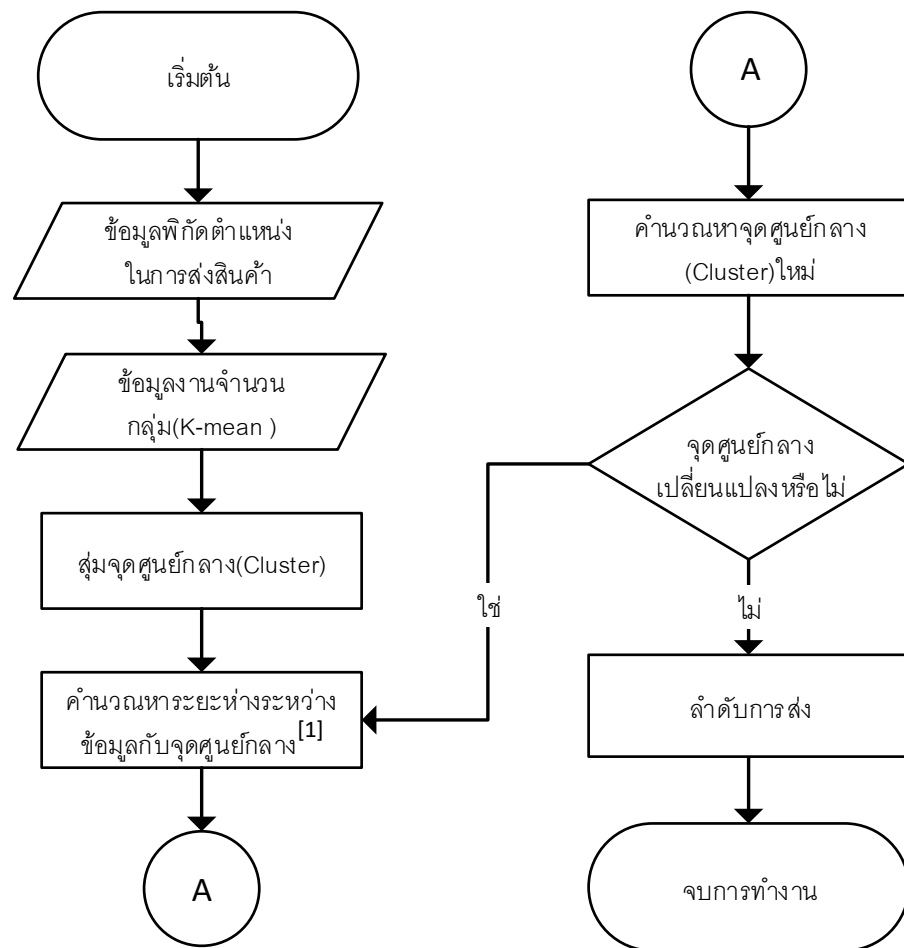 เริ่มต้น
ข้อมูลพิกัดตำแหน่ง
ในการส่งสินค้า
ข้อมูลงานจำนวน
กลุ่ม(K-mean )
สุ่มจุดศูนย์กลาง(Cluster)
คำนวณหาระยะห่างระหว่าง
ข้อมูลกับจุดศูนย์กลาง[1]
A
A
คำนวณหาจุดศูนย์กลาง
(Cluster)ใหม่
จุดศูนย์กลาง
เปลี่ยนแปลงหรือไม่
ใช่
ไม่
ลำดับการส่ง
จบการทำงาน